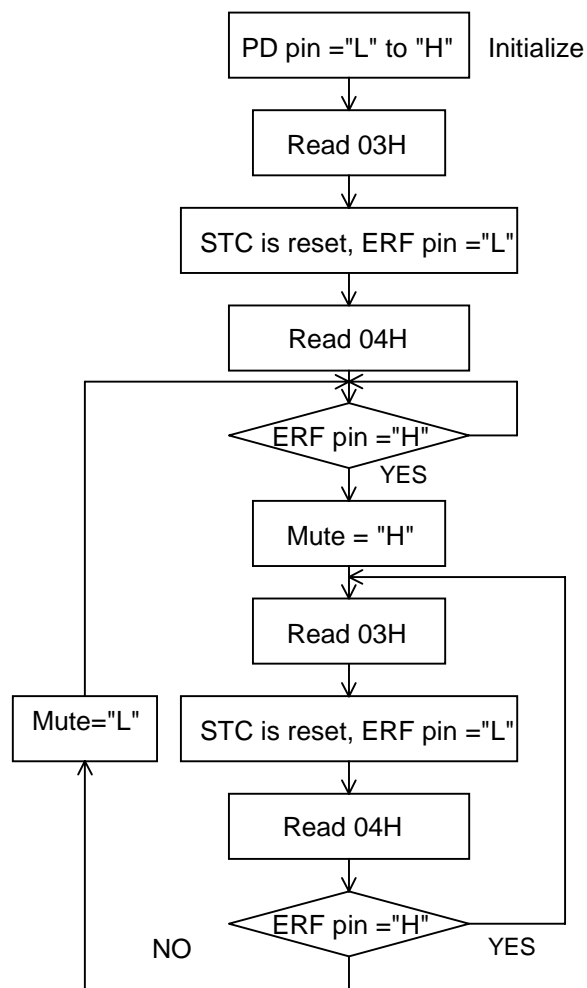 PD pin ="L" to "H"
Initialize
Read 03H
STC is reset, ERF pin ="L"
Read 04H
ERF pin ="H"
YES
Mute = "H"
Read 03H
Mute="L"
STC is reset, ERF pin ="L"
Read 04H
ERF pin ="H"
NO
YES